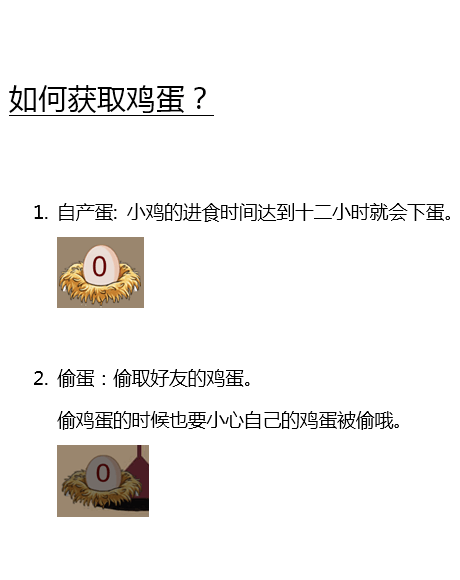 如何获取鸡蛋？
1. 自产蛋: 小鸡的进食时间达到十二小时就会下蛋。
0
2. 偷蛋：偷取好友的鸡蛋。
偷鸡蛋的时候也要小心自己的鸡蛋被偷哦。
0